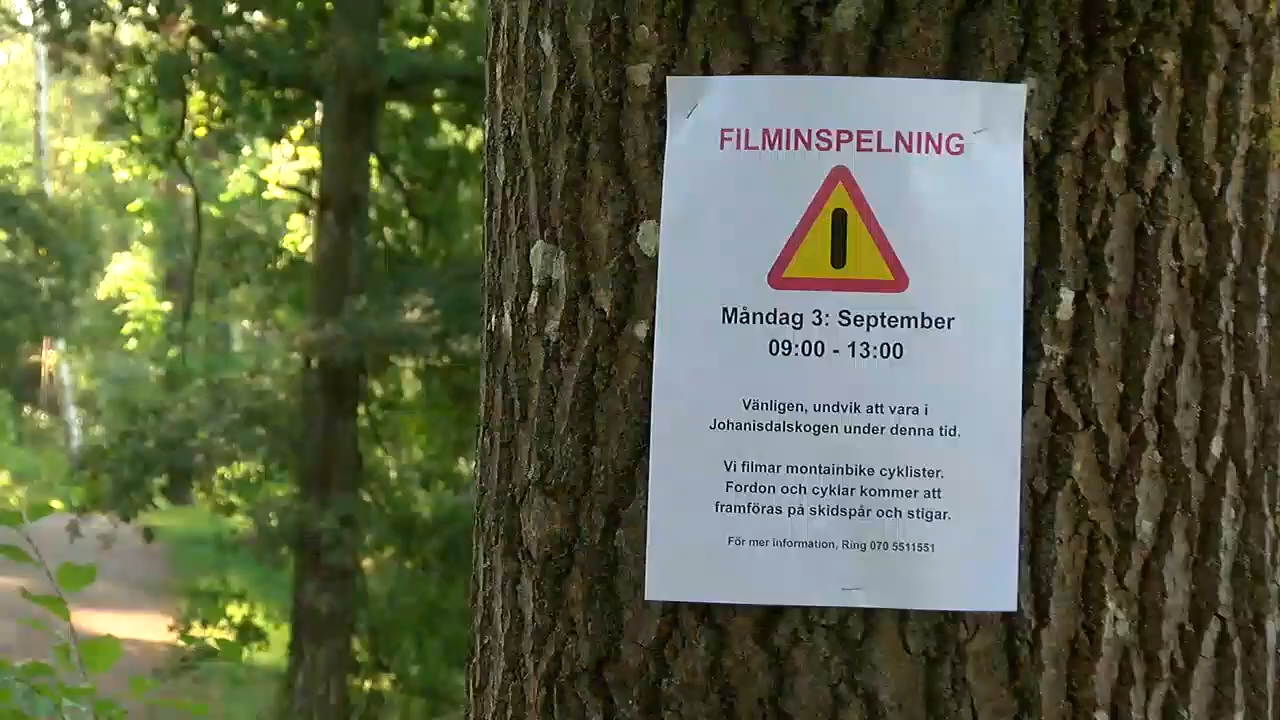 FILMINSPELNING
Måndag 3: September
09:00 - 13:00
Vänligen, undvik att vara i
Johanisdalskogen under denna tid.
Vi filmar montainbike cyklister.
Fordon och cyklar kommer att
framföras på skidspår och stigar.
För mer information, Ring 070 5511551